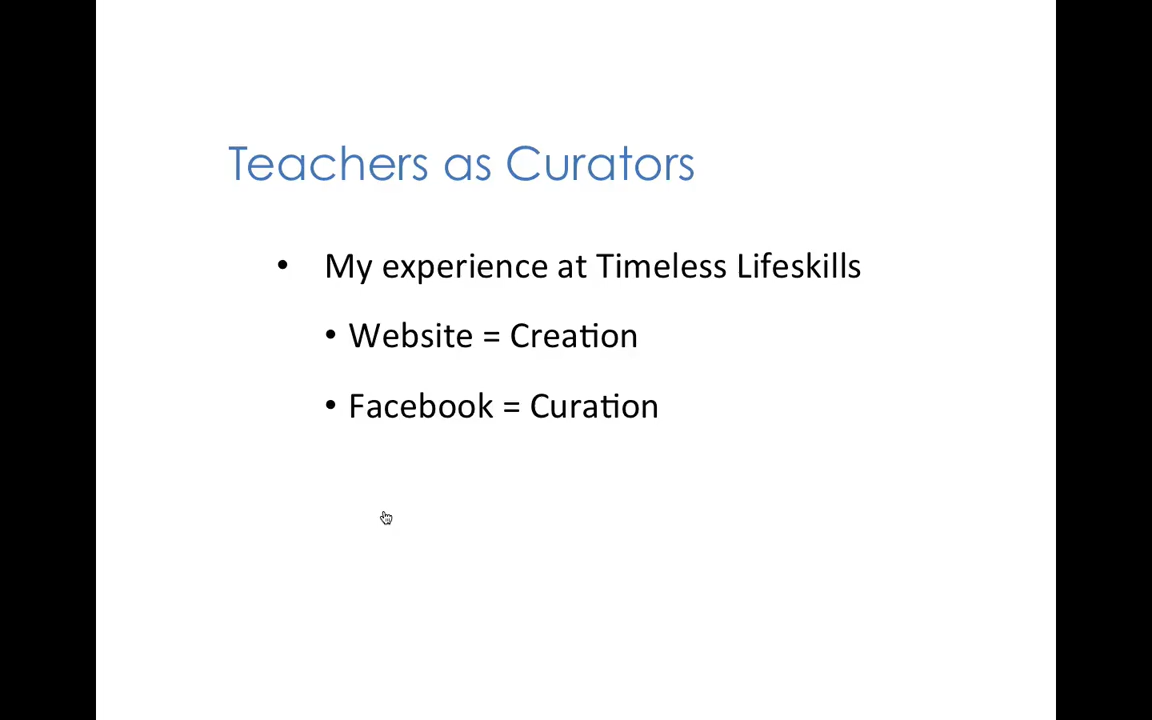 Teachers as Curators
• My experience at Timeless Lifeskills
• Website = Creation
• Facebook = Curation